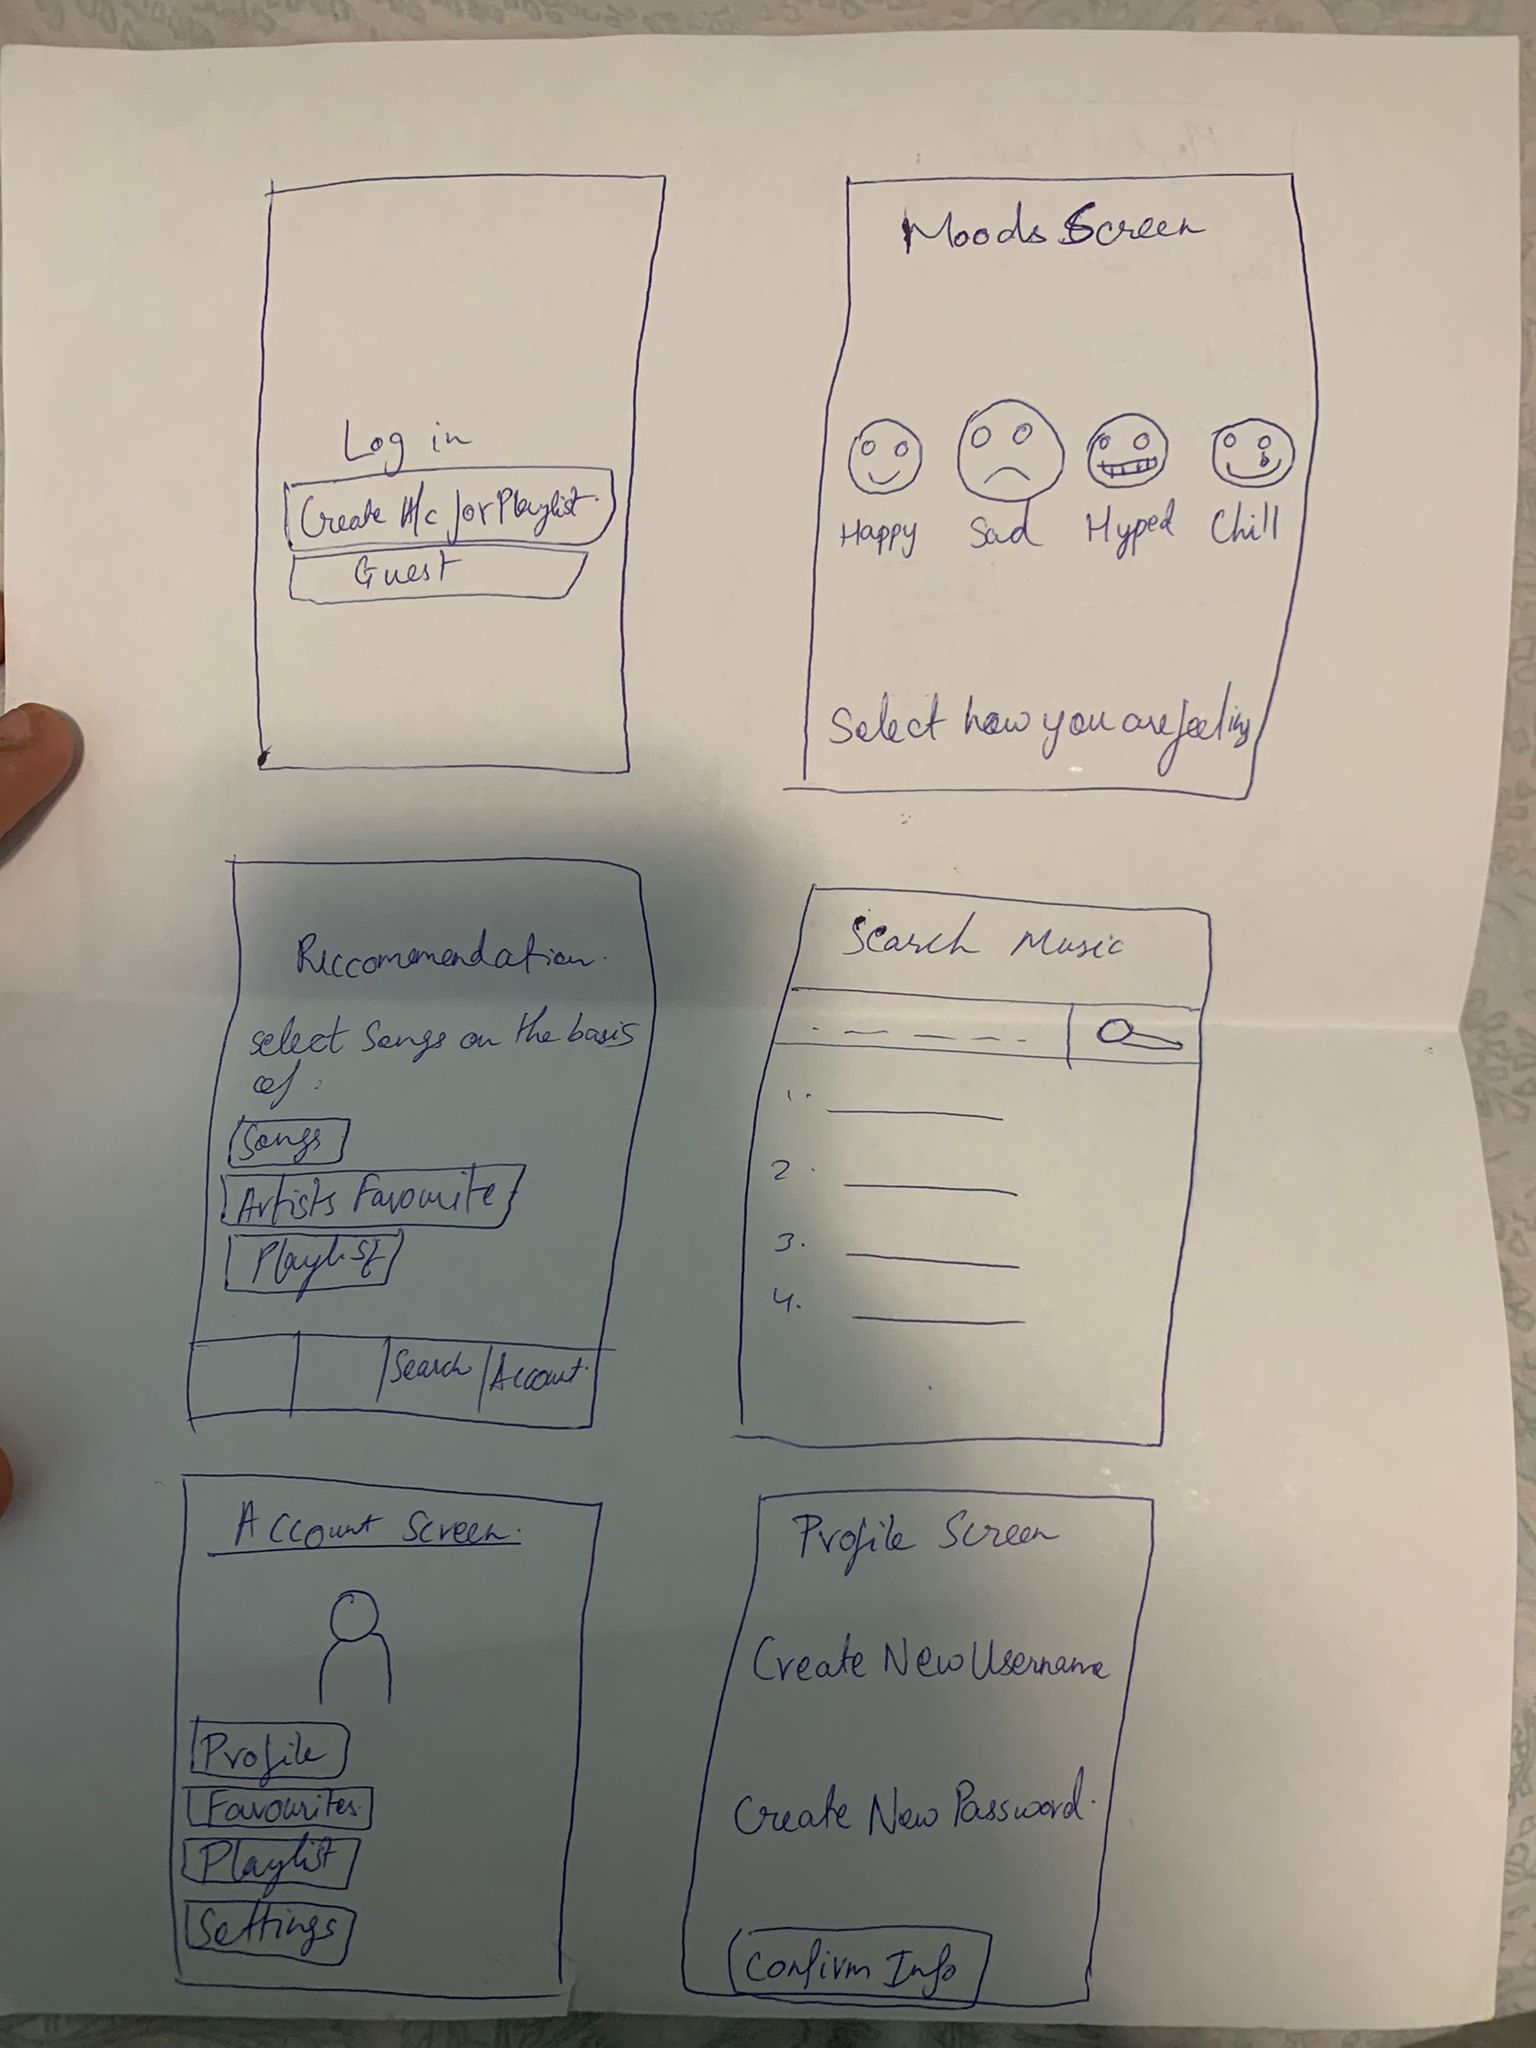 Log in
Create A/c for Playlist.
Guest
Moods Screen
Happy Sad Hyped Chill
Select how you are feeling
Reccomemendation.
select Songs on the basis
of :
Songs
Artists Favourite
Playlist
Search Account.
Search Music
1.
2.
3.
4.
Account Screen.
Profile
Favourites.
Playlist
Settings
Profile Screen
Create New Username
Create New Password.
Confirm Info